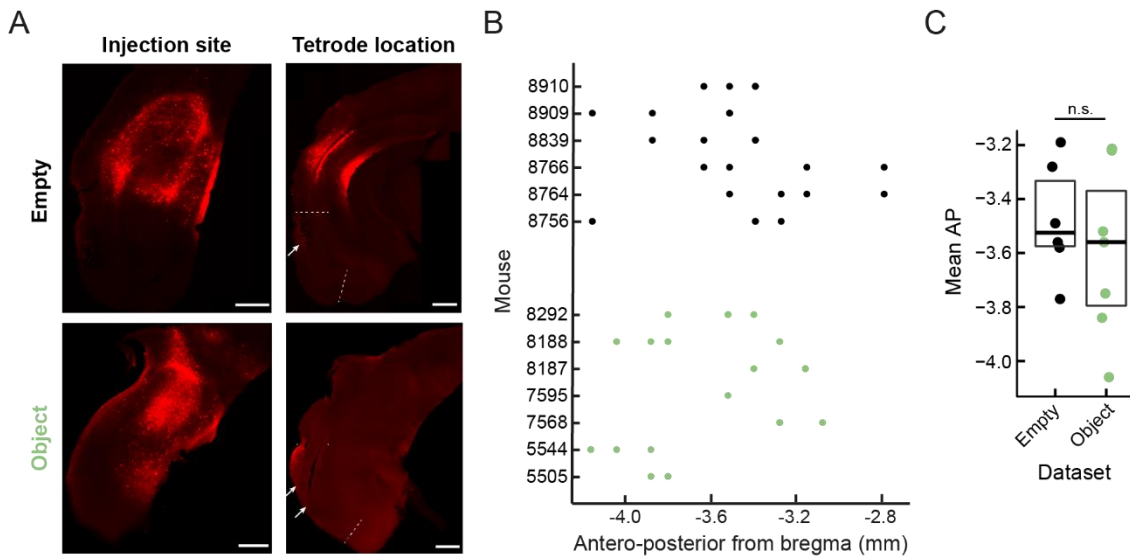 A
Injection site
Tetrode location
Empty
Object
B
Mouse
8910
8909
8839
8766
8764
8756
8292
8188
8187
7595
7568
5544
5505
-4.0 -3.6 -3.2 -2.8
Antero-posterior from bregma (mm)
C
n.s.
Mean AP
−3.2
−3.4
−3.6
−3.8
−4.0
Empty
Object
Dataset